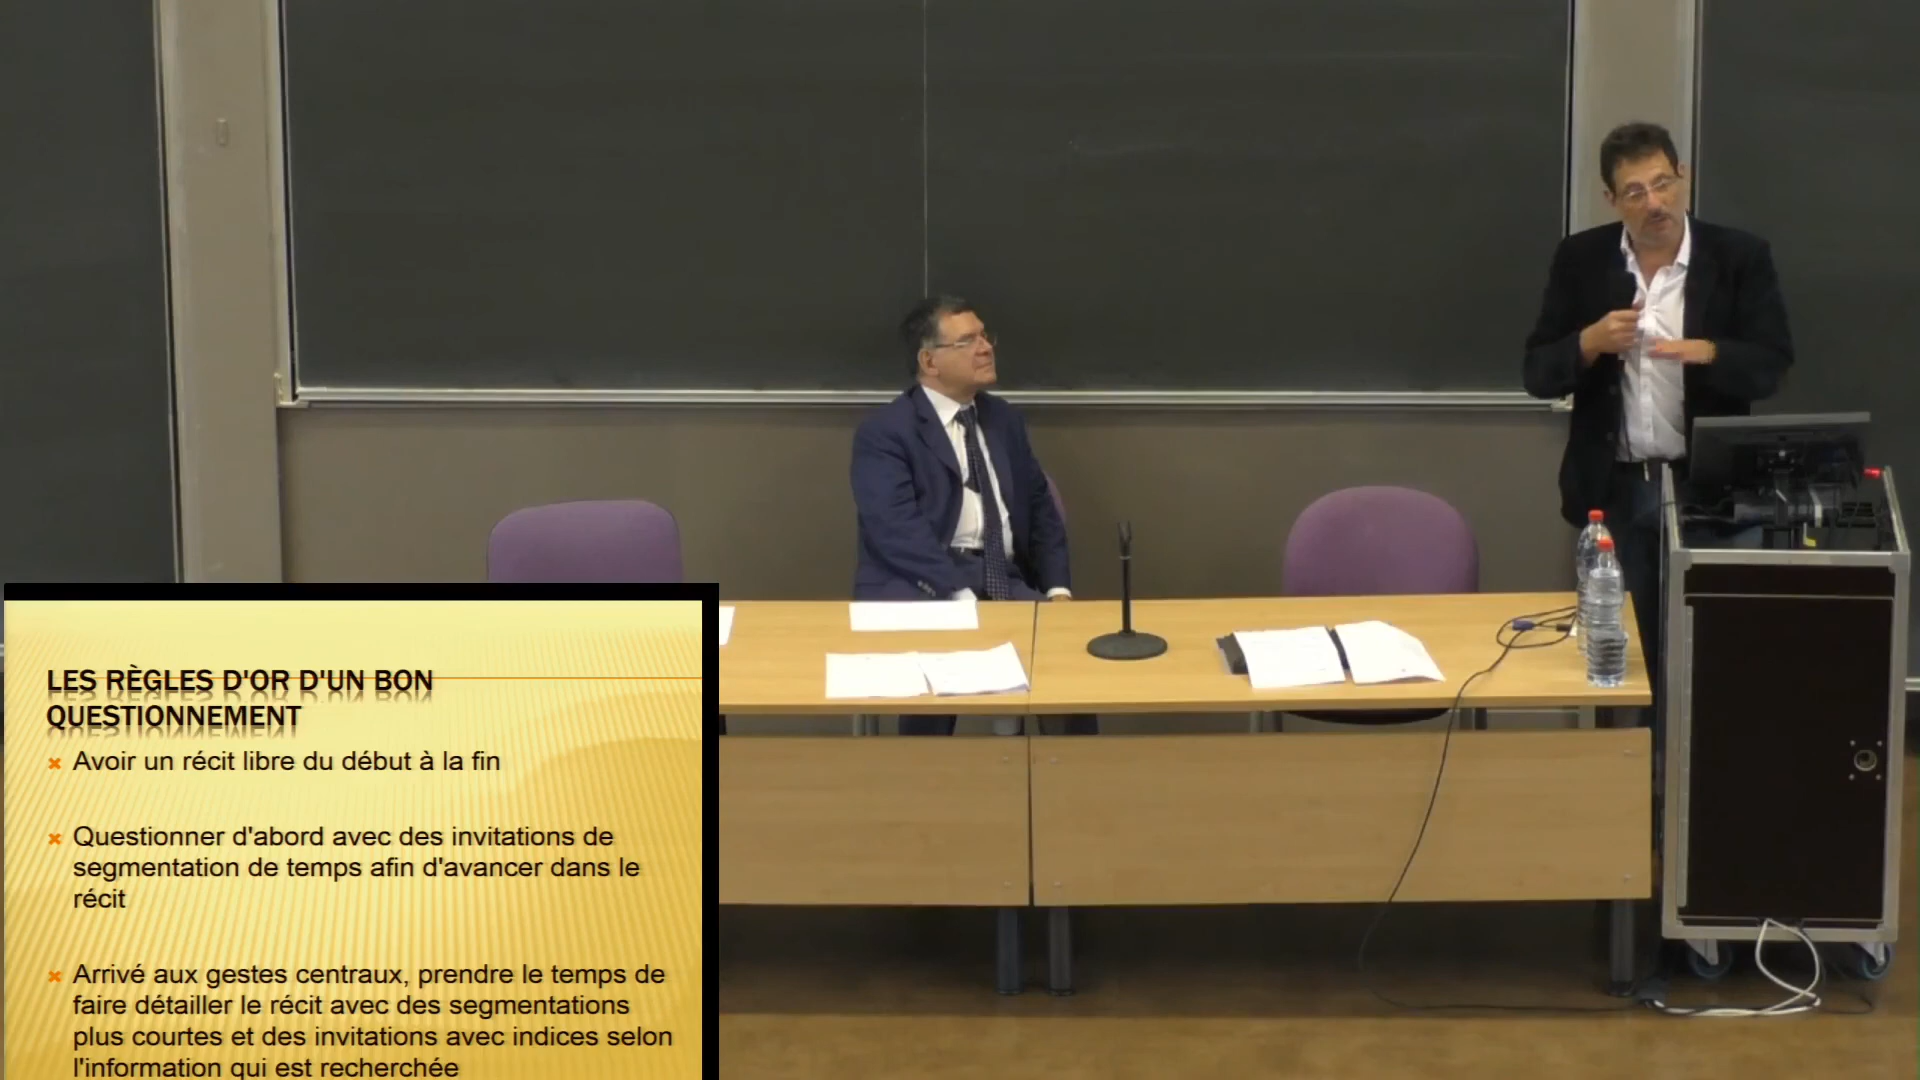 LES RÈGLES D'OR D'UN BON
QUESTIONNEMENT
Avoir un récit libre du début à la fin
Questionner d'abord avec des invitations de
segmentation de temps afin d'avancer dans le
récit
Arrivé aux gestes centraux, prendre le temps de
faire détailler le récit avec des segmentations
plus courtes et des invitations avec indices selon
l'information qui est recherchée